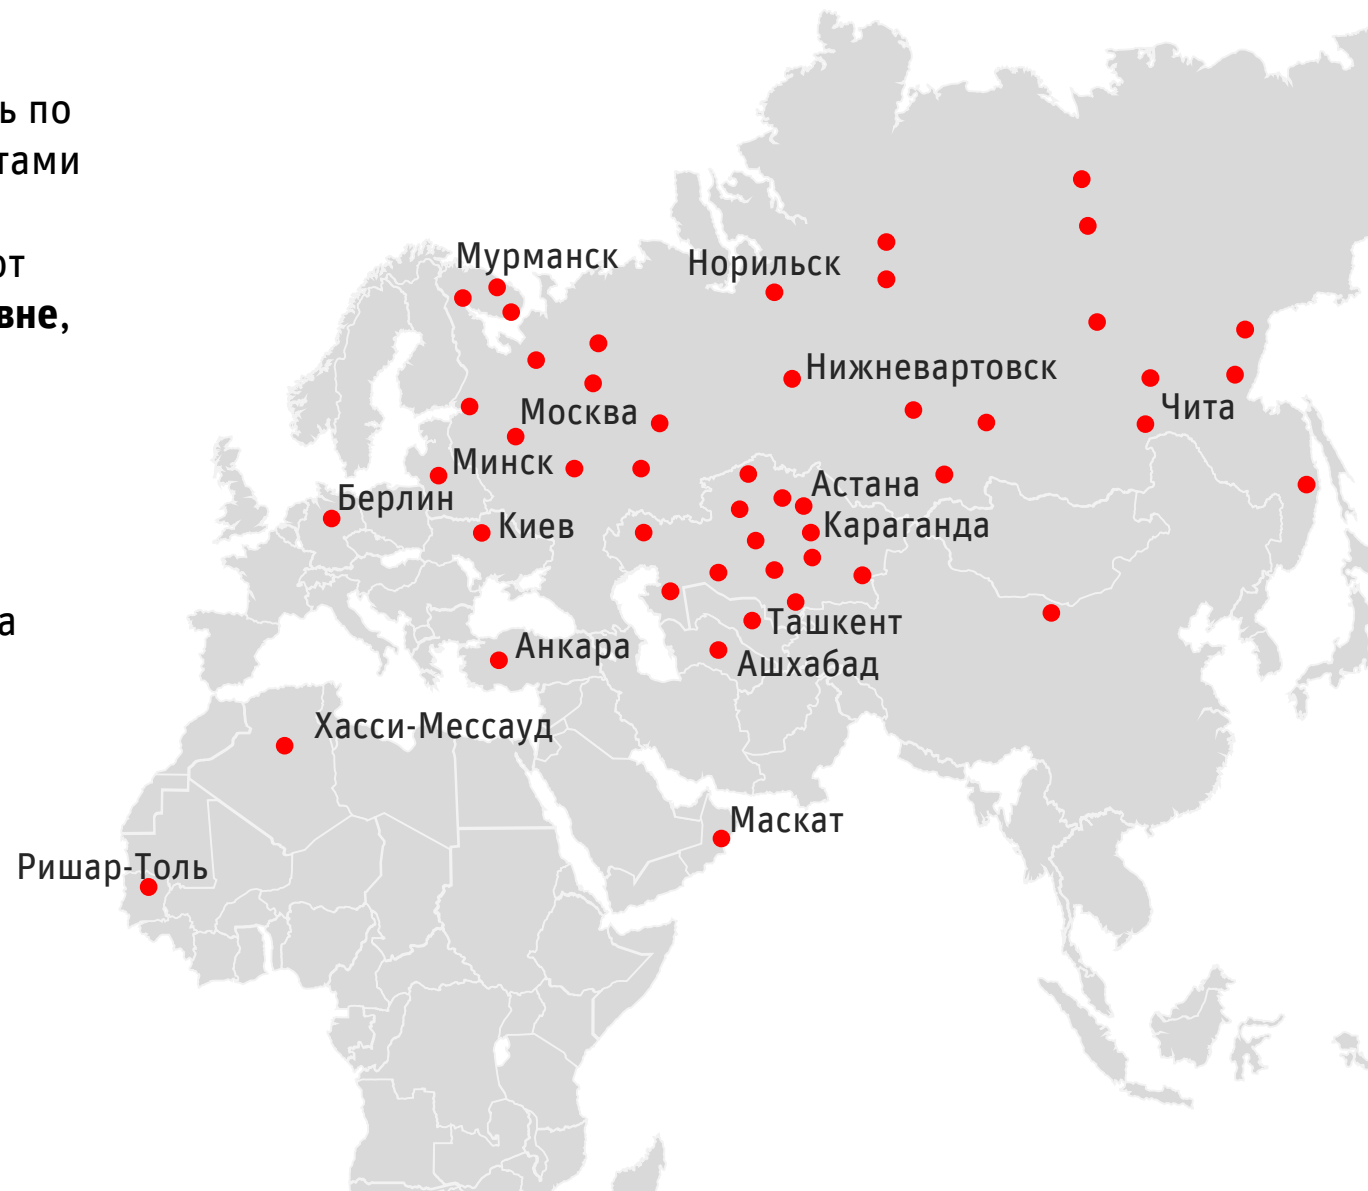 ь по
тами
от
вне,
а
Мурманск
Норильск
Нижневартовск
Москва
Чита
Минск
Астана
Берлин
Киев
Караганда
Ташкент
Анкара
Ашхабад
Хасси-Мессауд
Маскат
Ришар-Толь